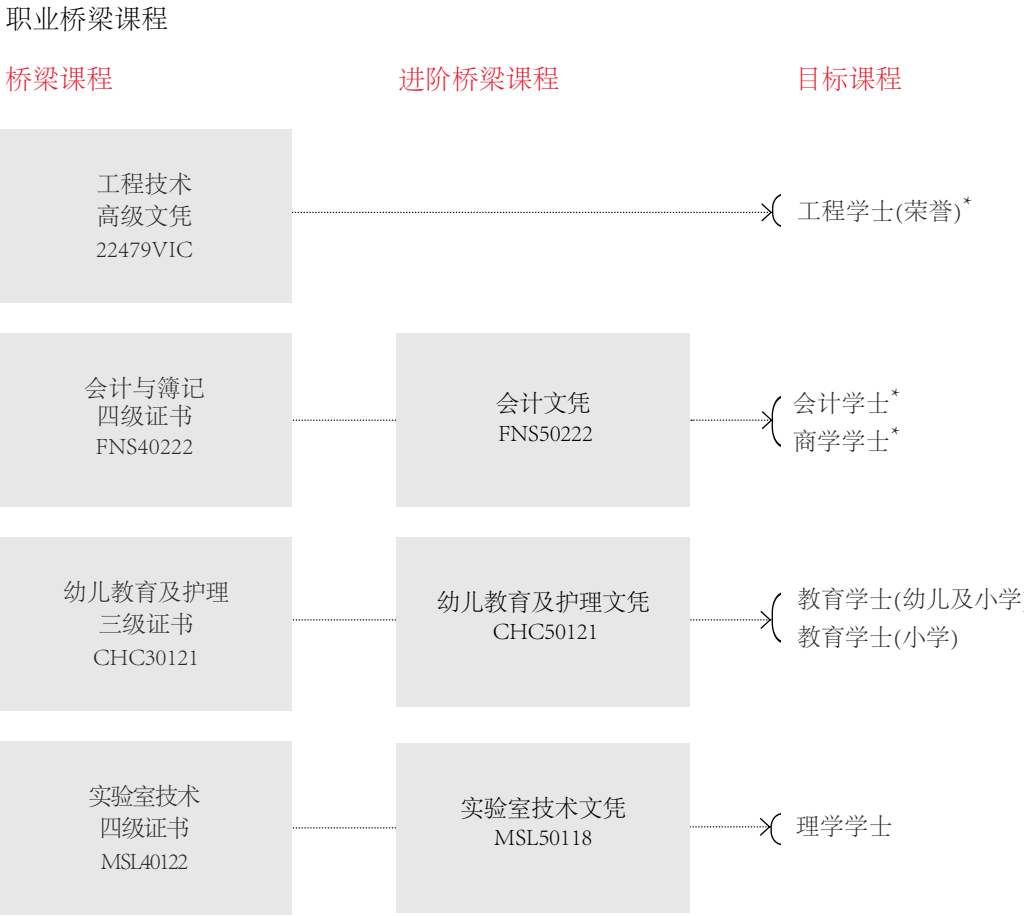 职业桥梁课程
桥梁课程
进阶桥梁课程
目标课程
工程技术
高级文凭
22479VIC
工程学士(荣誉)*
会计与簿记
四级证书
FNS40222
会计文凭
FNS50222
会计学士*
商学学士*
幼儿教育及护理
三级证书
CHC30121
幼儿教育及护理文凭
CHC50121
教育学士(幼儿及小学)
教育学士(小学)
实验室技术
四级证书
MSL40122
实验室技术文凭
MSL50118
理学学士